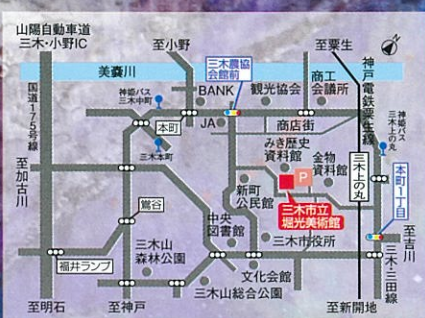 山陽自動車道
三木・小野IC
至小野
至粟生
美嚢川
三木農協
会館前
神姫バス
三木中町
BANK
観光協会
商工
会議所
神戸電鉄粟生線
神姫バス
三木上の丸
国道175号線
本町
JA
商店街
三木本町
みき歴史
資料館
金物
資料館
P
三木上の丸
本町1丁目
至加古川
新町
公民館
三木市立
堀光美術館
鶯谷
中央
図書館
三木市役所
至吉川
三木・三田線
福井ランプ
三木山
森林公園
文化会館
三木山総合公園
至明石
至神戸
至新開地